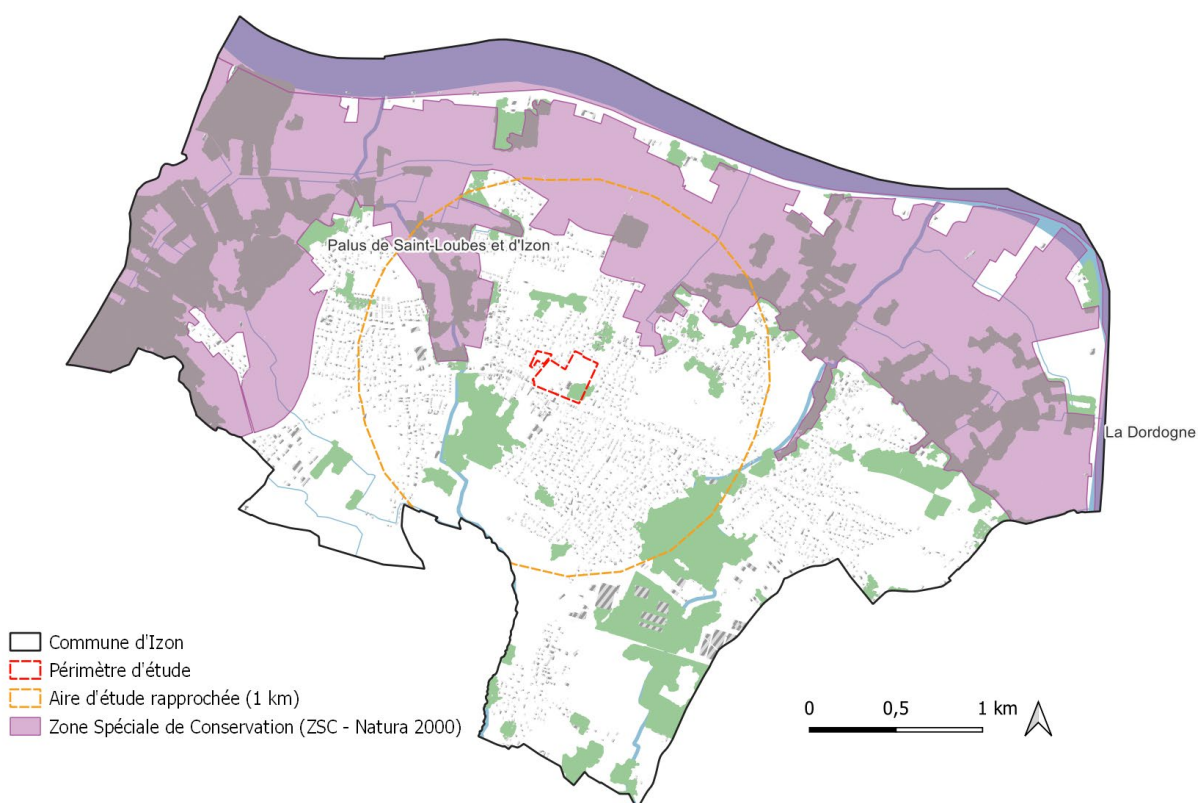 Palus de Saint-Loubes et d'Izon
La Dordogne
Commune d'Izon
Périmètre d'étude
Aire d'étude rapprochée (1 km)
Zone Spéciale de Conservation (ZSC - Natura 2000)
0 0,5 1 km